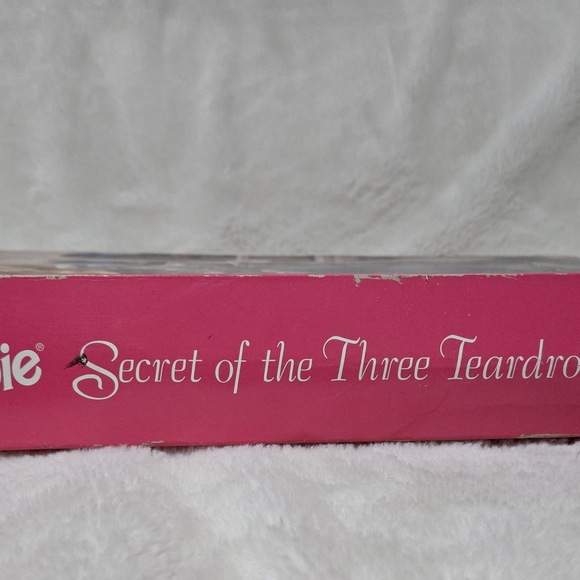 ie® Secret of the Three Teardro